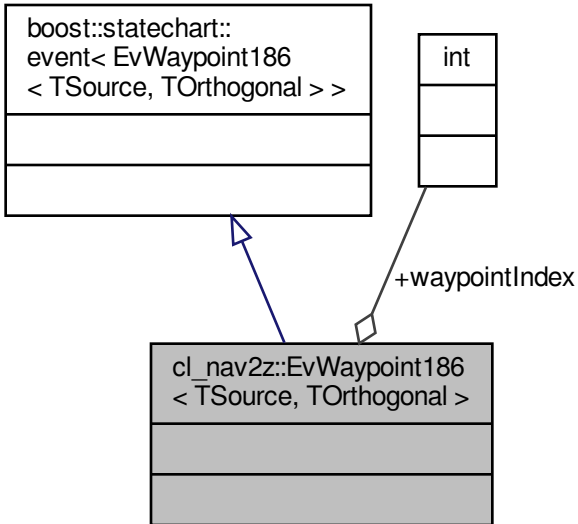 boost::statechart::
event< EvWaypoint186
< TSource, TOrthogonal > >
int
+waypointIndex
cl_nav2z::EvWaypoint186
< TSource, TOrthogonal >